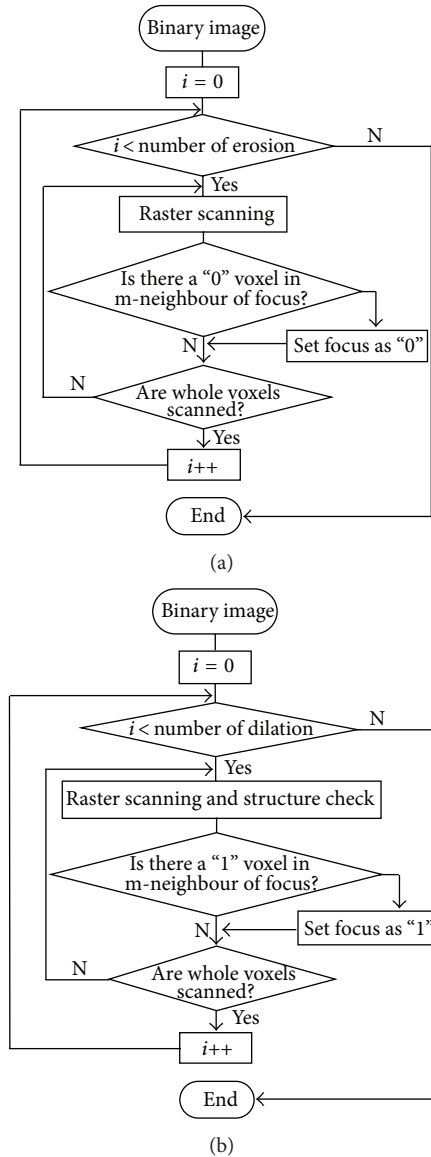 Binary image
i = 0
i < number of erosion
N
Yes
Raster scanning
Is there a “0” voxel in
m-neighbour of focus?
N
Set focus as “0”
N
Are whole voxels
scanned?
Yes
i++
End
(a)
Binary image
i = 0
i < number of dilation
N
Yes
Raster scanning and structure check
Is there a “1” voxel in
m-neighbour of focus?
N
Set focus as “1”
N
Are whole voxels
scanned?
Yes
i++
End
(b)